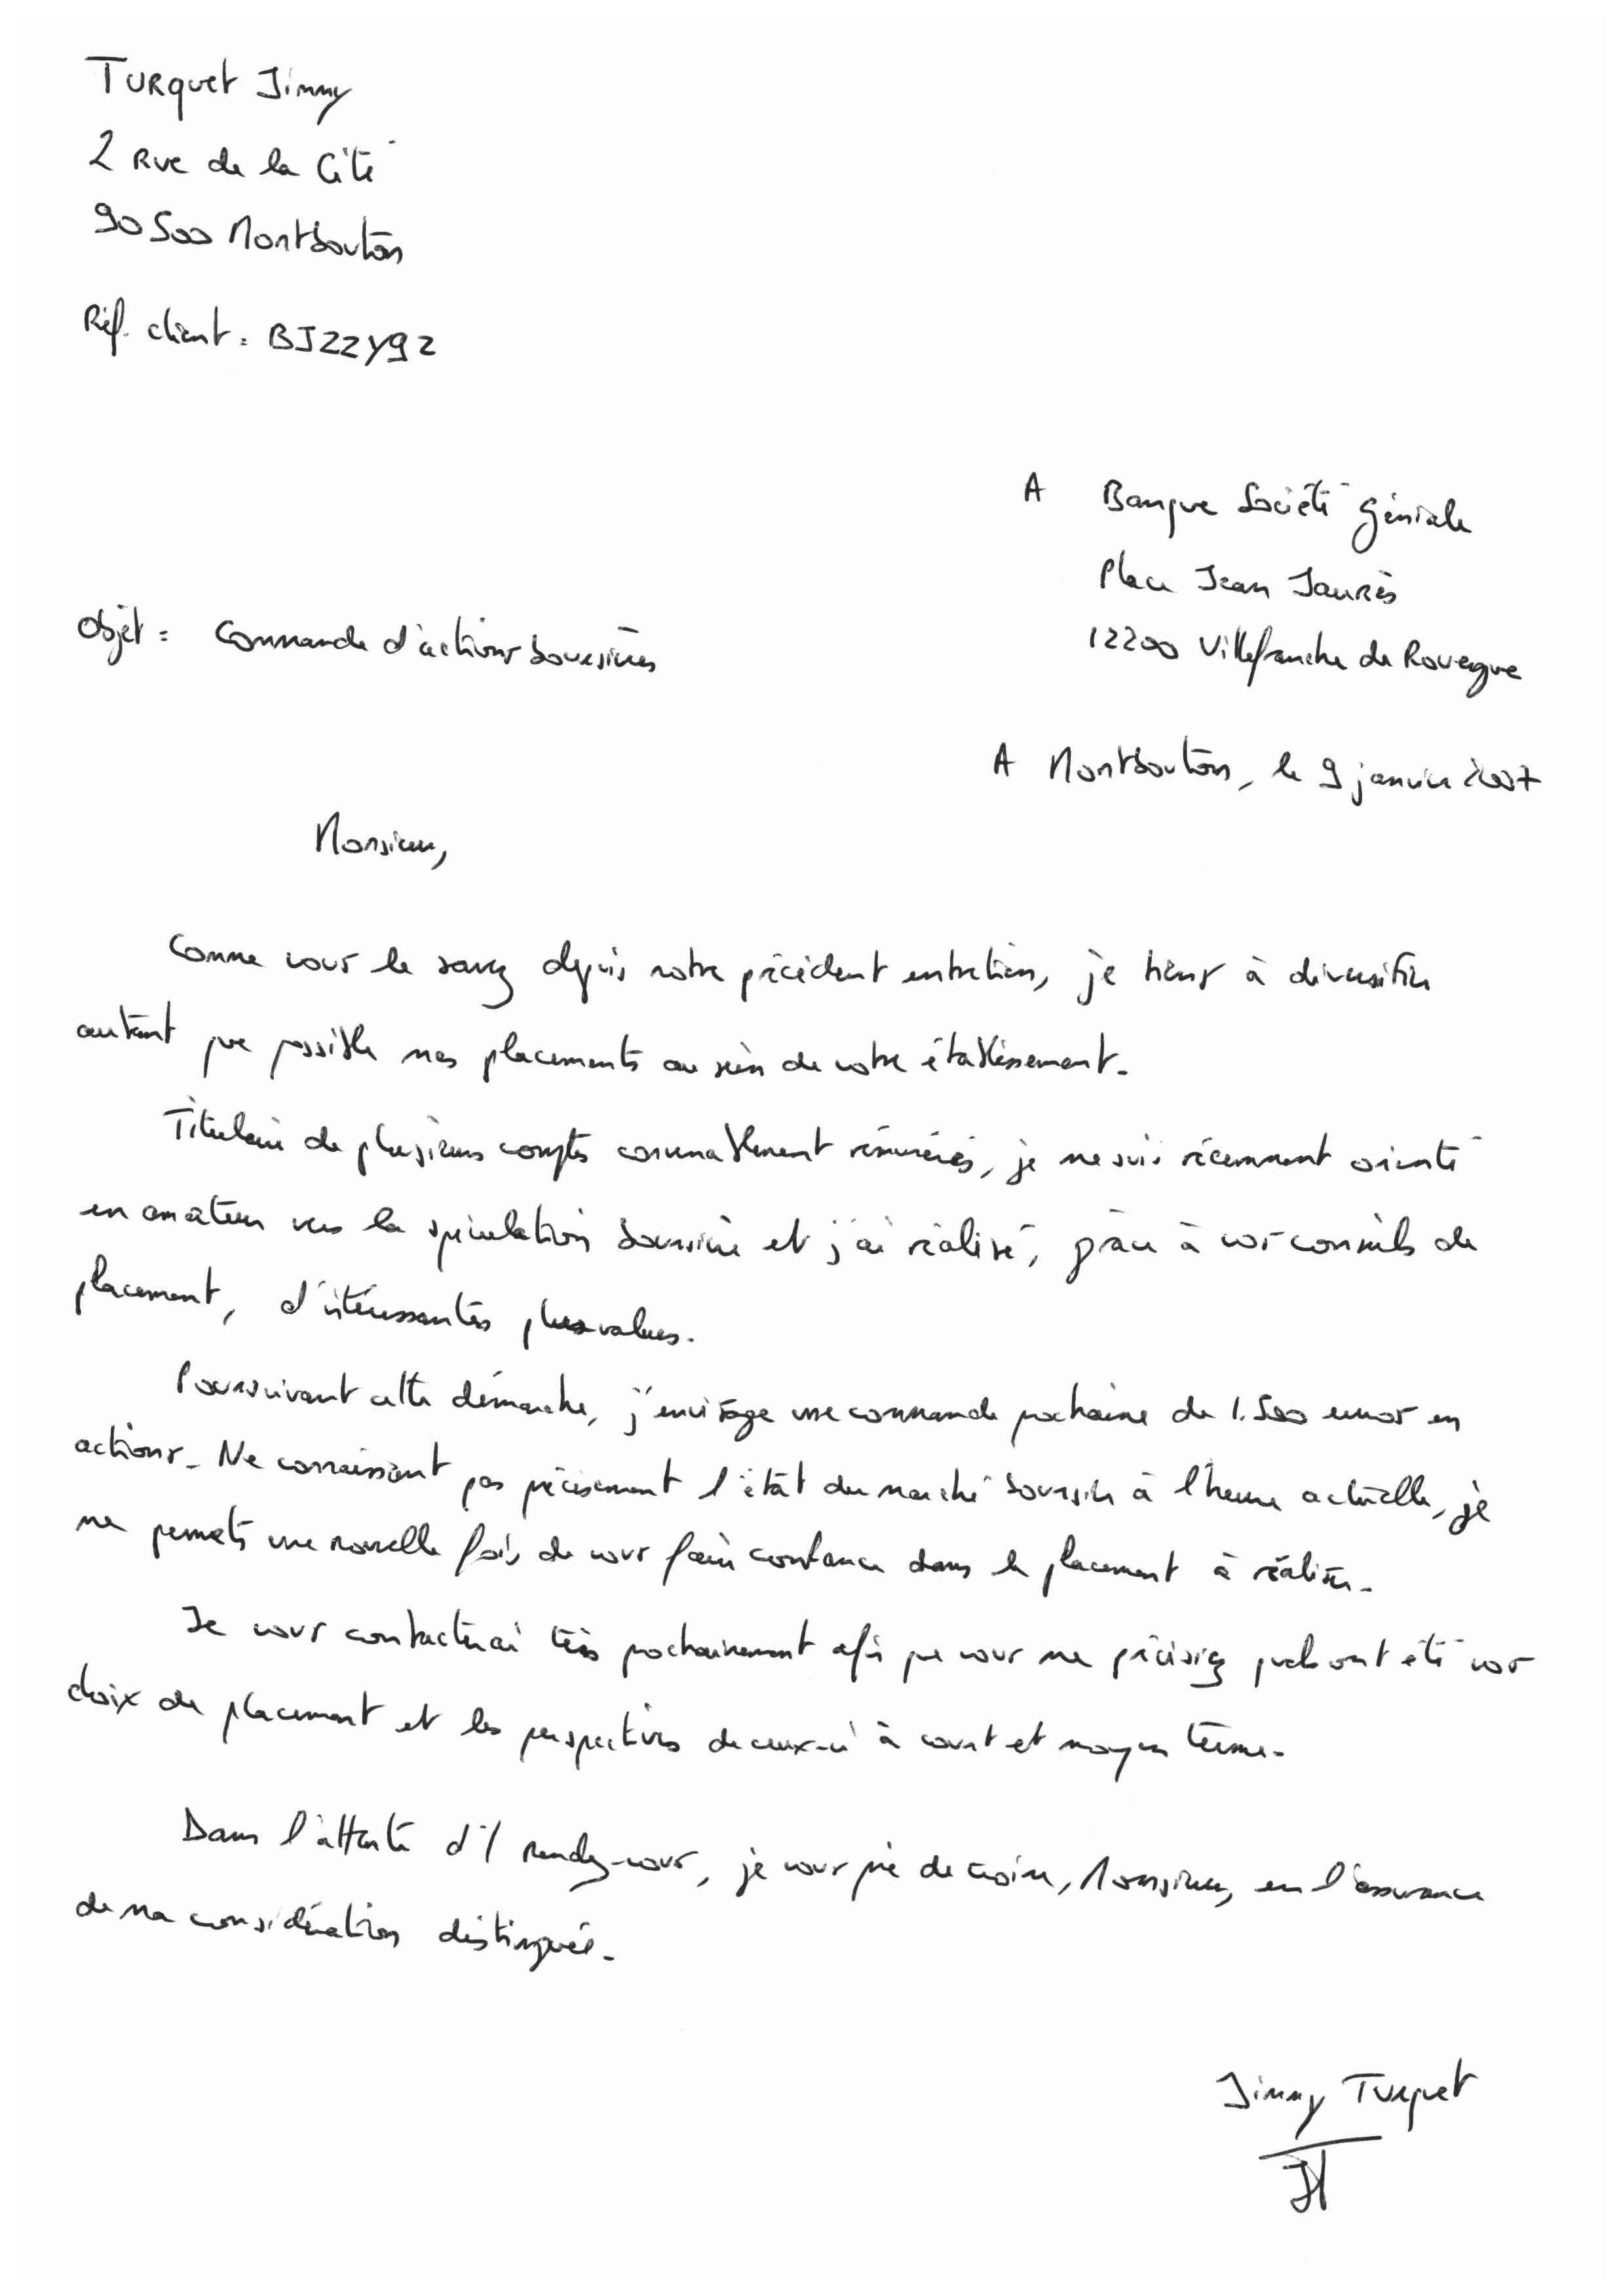 Turquet Jimmy
2 Rue de la Cité
90500 Montbouton
Réf. client : BJZZY92
A Banque Société Géniale
Place Jean Jaurès
Objet : Commande d'actions boursières
12200 Villefranche de Rouergue
A Montbouton, le 9 janvier 2007
Monsieur,
Comme vous le savez depuis notre précédent entretien, je tiens à diversifier
autant que possible mes placements au sein de votre établissement.
Titulaire de plusieurs comptes convenablement rémunérés, je me suis récemment orienté
en amateur vers la spéculation boursière et j'ai réalisé, grâce à vos conseils de
placement, d'intéressantes plus values.
Poursuivant cette démarche, j'envisage une commande prochaine de 1.500 euros en
actions. Ne connaissant pas précisément l'état du marché boursier à l'heure actuelle, je
me permets une nouvelle fois de vous faire confiance dans le placement à réaliser.
Je vous contacterai très prochainement afin que vous me précisiez quels ont été vos
choix de placement et les perspectives de ceux-ci à court et moyen terme.
Dans l'attente d'1 rendez-vous, je vous prie de croire, Monsieur, en l'assurance
de ma considération distinguée.
Jimmy Turquet
JT